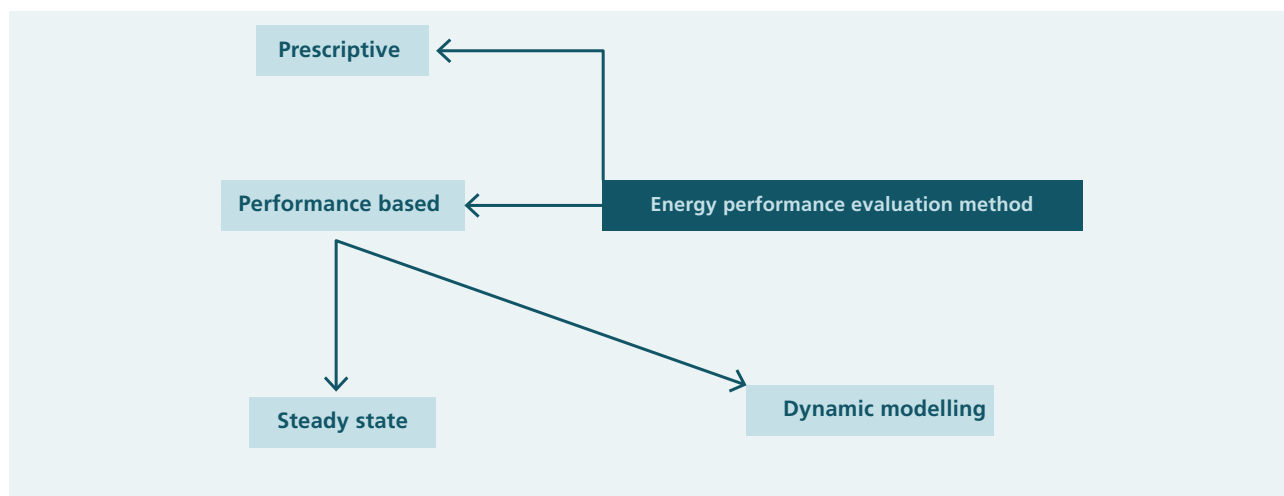 Prescriptive
Performance based
Energy performance evaluation method
Steady state
Dynamic modelling